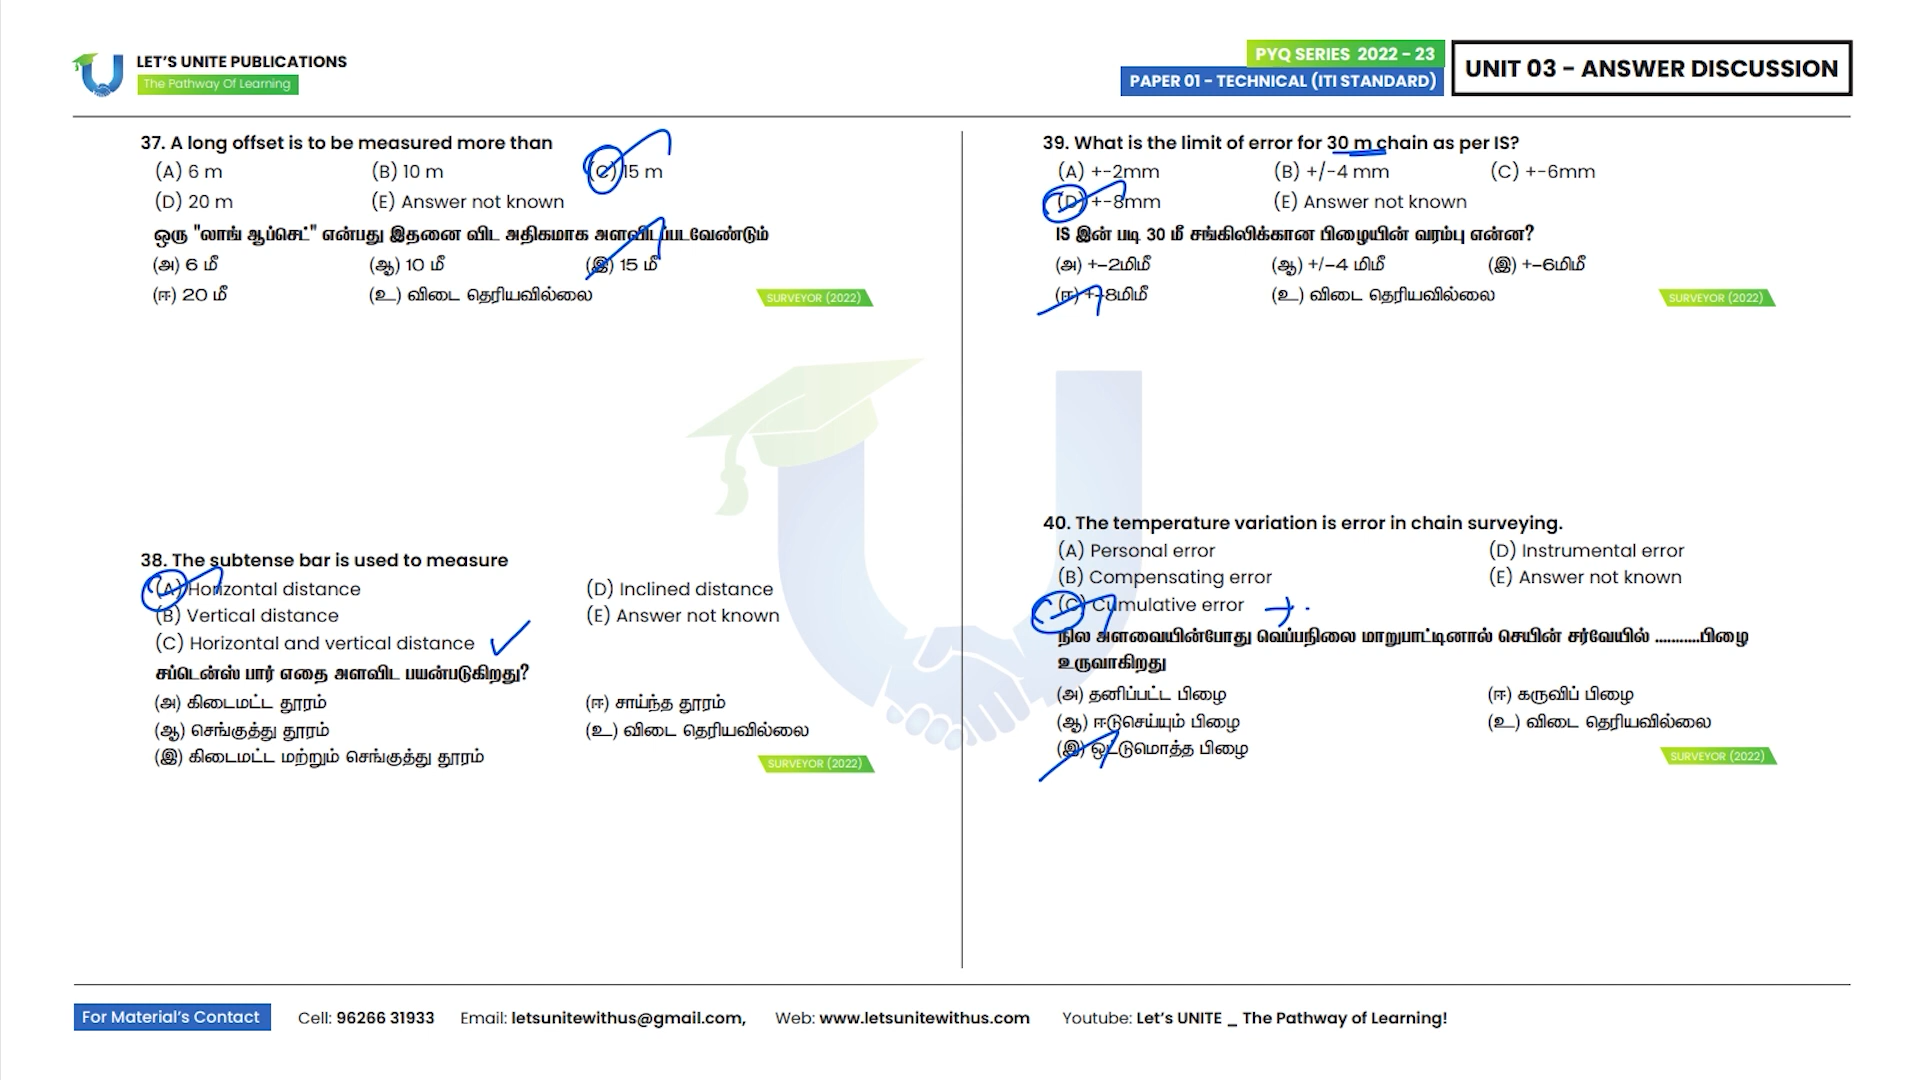 LET'S UNITE PUBLICATIONS
The Pathway Of Learning
PYQ SERIES 2022 - 23
PAPER 01 - TECHNICAL (ITI STANDARD)
UNIT 03 - ANSWER DISCUSSION
37. A long offset is to be measured more than
(A) 6 m (B) 10 m (C) 15 m
(D) 20 m (E) Answer not known
ஒரு "லாங் ஆப்செட்" என்பது இதனை விட அதிகமாக அளவிடப்படவேண்டும்
(அ) 6 மீ (ஆ) 10 மீ (இ) 15 மீ
(ஈ) 20 மீ (உ) விடை தெரியவில்லை
SURVEYOR (2022)
38. The subtense bar is used to measure
(A) Horizontal distance (D) Inclined distance
(B) Vertical distance (E) Answer not known
(C) Horizontal and vertical distance
சப்டென்ஸ் பார் எதை அளவிட பயன்படுகிறது?
(அ) கிடைமட்ட தூரம் (ஈ) சாய்ந்த தூரம்
(ஆ) செங்குத்து தூரம் (உ) விடை தெரியவில்லை
(இ) கிடைமட்ட மற்றும் செங்குத்து தூரம்
SURVEYOR (2022)
39. What is the limit of error for 30 m chain as per IS?
(A) +-2mm (B) +/-4 mm (C) +-6mm
(D) +-8mm (E) Answer not known
IS இன் படி 30 மீ சங்கிலிக்கான பிழையின் வரம்பு என்ன?
(அ) +-2மிமீ (ஆ) +/-4 மிமீ (இ) +-6மிமீ
(ஈ) +-8மிமீ (உ) விடை தெரியவில்லை
SURVEYOR (2022)
40. The temperature variation is error in chain surveying.
(A) Personal error (D) Instrumental error
(B) Compensating error (E) Answer not known
(C) Cumulative error
நில அளவையின்போது வெப்பநிலை மாறுபாட்டினால் செயின் சர்வேயில் ...........பிழை
உருவாகிறது
(அ) தனிப்பட்ட பிழை (ஈ) கருவிப் பிழை
(ஆ) ஈடுசெய்யும் பிழை (உ) விடை தெரியவில்லை
(இ) ஒட்டுமொத்த பிழை
SURVEYOR (2022)
For Material's Contact Cell: 96266 31933 Email: letsunitewithus@gmail.com, Web: www.letsunitewithus.com Youtube: Let's UNITE _ The Pathway of Learning!